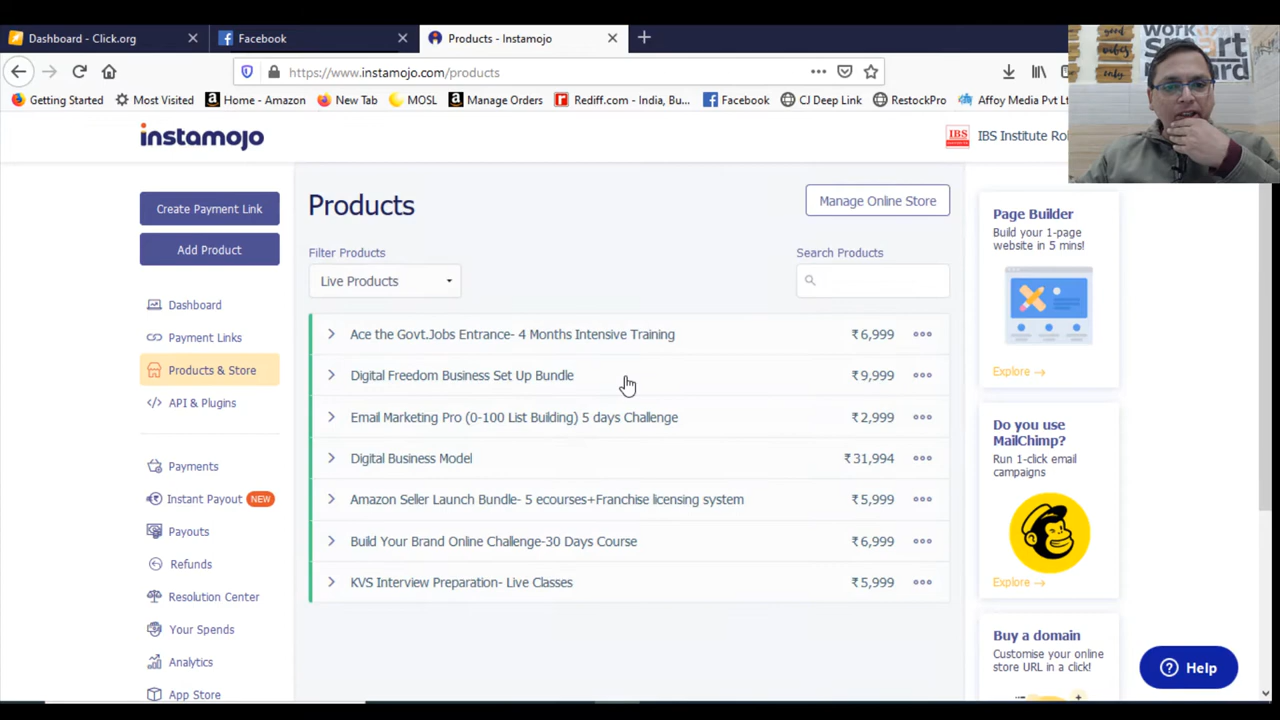 Dashboard - Click.org
Facebook
Products - Instamojo
https://www.instamojo.com/products
Getting Started
Most Visited
Home - Amazon
New Tab
MOSL
Manage Orders
Rediff.com - India, Bu...
Facebook
CJ Deep Link
RestockPro
Affoy Media Pvt Lt
good
vibes
only
work
smart
instamojo
IBS
IBS Institute Ro
Create Payment Link
Add Product
Dashboard
Payment Links
Products & Store
API & Plugins
Payments
Instant Payout NEW
Payouts
Refunds
Resolution Center
Your Spends
Analytics
App Store
Products
Manage Online Store
Filter Products
Search Products
Live Products
Ace the Govt.Jobs Entrance- 4 Months Intensive Training ₹6,999
Digital Freedom Business Set Up Bundle ₹9,999
Email Marketing Pro (0-100 List Building) 5 days Challenge ₹2,999
Digital Business Model ₹31,994
Amazon Seller Launch Bundle- 5 ecourses+Franchise licensing system ₹5,999
Build Your Brand Online Challenge-30 Days Course ₹6,999
KVS Interview Preparation- Live Classes ₹5,999
Page Builder
Build your 1-page
website in 5 mins!
Explore →
Do you use
MailChimp?
Run 1-click email
campaigns
Explore →
Buy a domain
Customise your online
store URL in a click!
Help